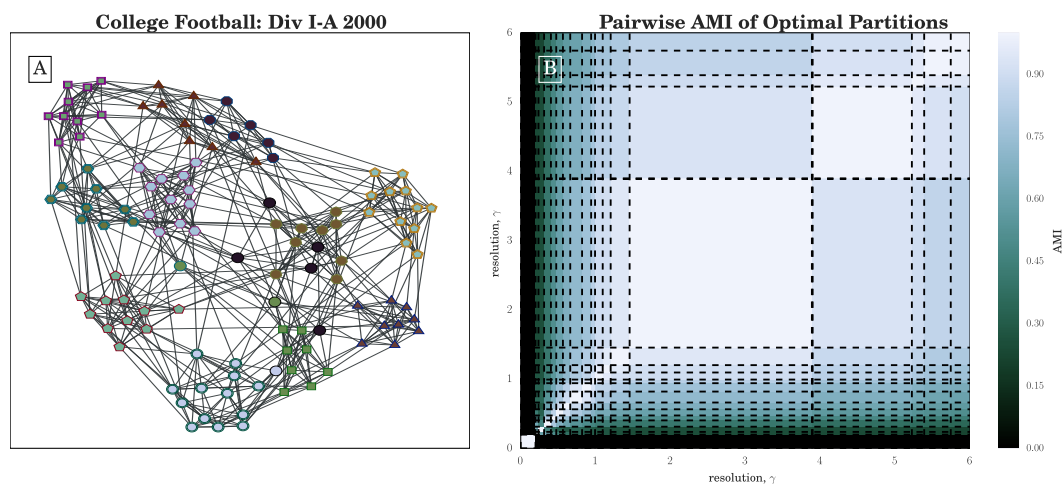 College Football: Div I-A 2000
A
Pairwise AMI of Optimal Partitions
B
resolution, γ
6
5
4
3
2
1
0
0 1 2 3 4 5 6
resolution, γ
0.90
0.75
0.60
0.45
0.30
0.15
0.00
AMI